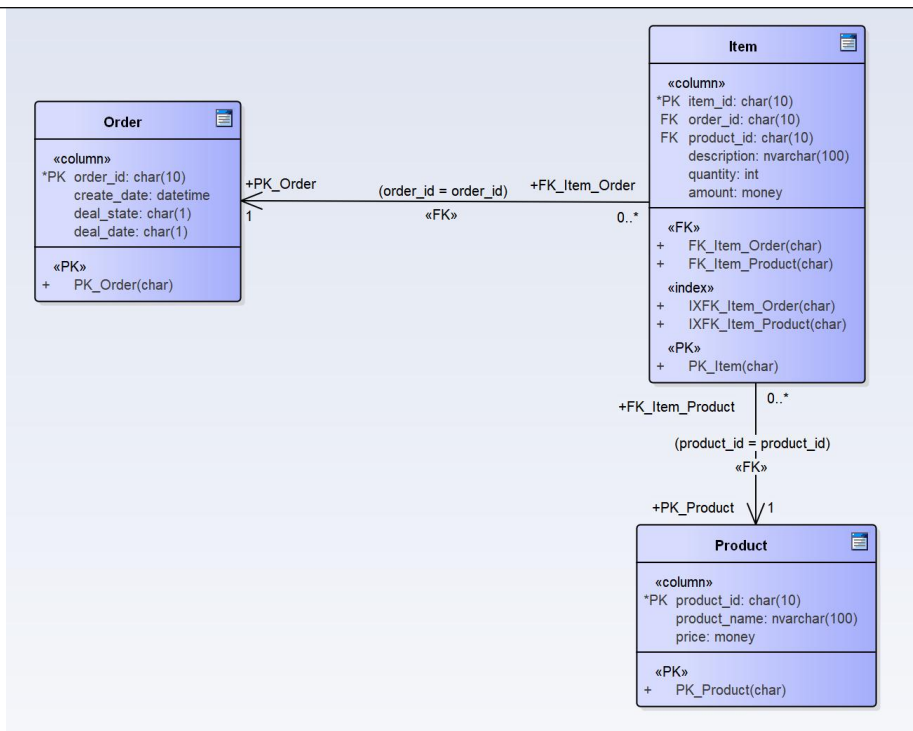 Order
«column»
*PK order_id: char(10)
create_date: datetime
deal_state: char(1)
deal_date: char(1)
«PK»
+ PK_Order(char)
+PK_Order
1
(order_id = order_id)
«FK»
+FK_Item_Order
0..*
Item
«column»
*PK item_id: char(10)
FK order_id: char(10)
FK product_id: char(10)
description: nvarchar(100)
quantity: int
amount: money
«FK»
+ FK_Item_Order(char)
+ FK_Item_Product(char)
«index»
+ IXFK_Item_Order(char)
+ IXFK_Item_Product(char)
«PK»
+ PK_Item(char)
+FK_Item_Product
0..*
(product_id = product_id)
«FK»
+PK_Product
1
Product
«column»
*PK product_id: char(10)
product_name: nvarchar(100)
price: money
«PK»
+ PK_Product(char)